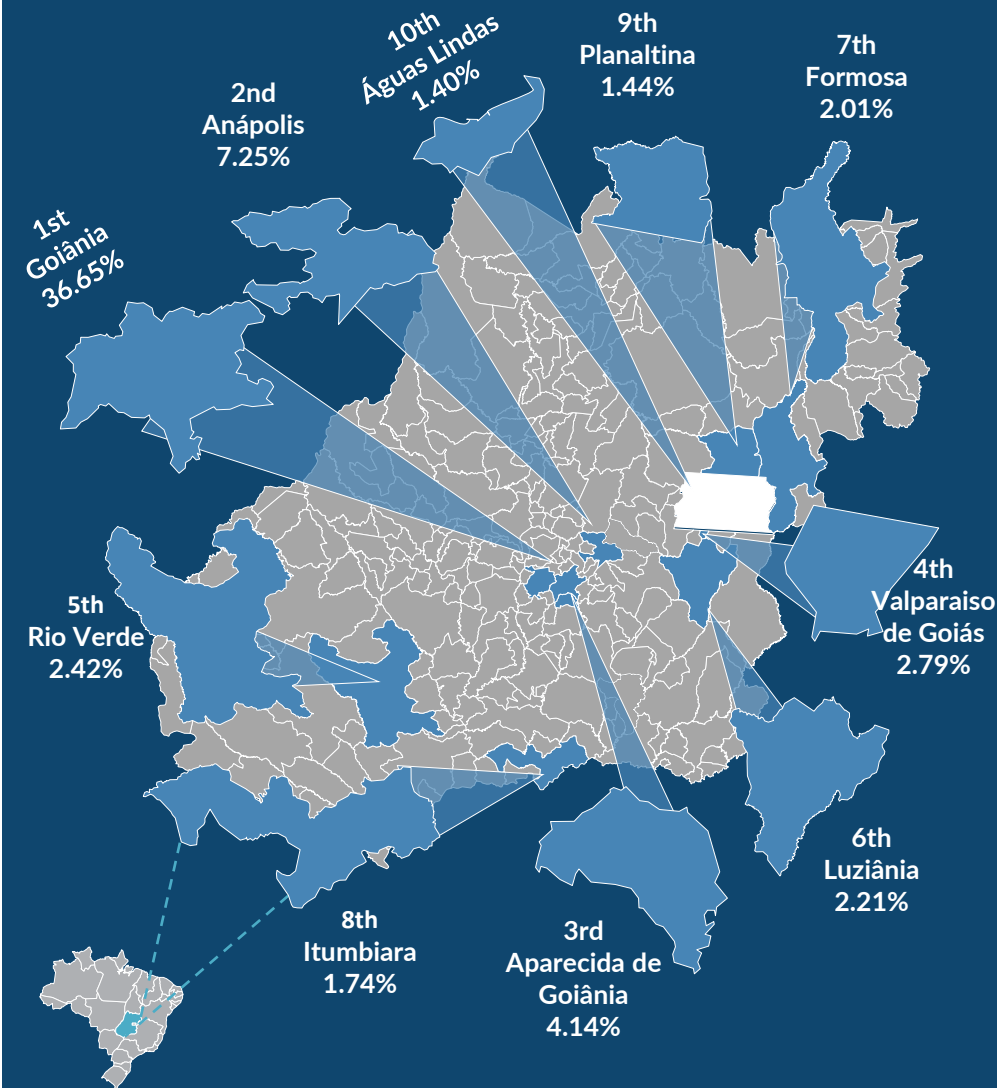 10th
Águas Lindas
1.40%
9th
Planaltina
1.44%
7th
Formosa
2.01%
2nd
Anápolis
7.25%
1st
Goiânia
36.65%
5th
Rio Verde
2.42%
4th
Valparaiso
de Goiás
2.79%
6th
Luziânia
2.21%
8th
Itumbiara
1.74%
3rd
Aparecida de
Goiânia
4.14%